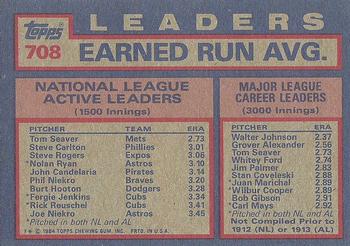 LEADERS
topps
708 EARNED RUN AVG.
NATIONAL LEAGUE
ACTIVE LEADERS
(1500 Innings)
PITCHER TEAM ERA
Tom Seaver Mets 2.73
Steve Carlton Phillies 3.01
Steve Rogers Expos 3.06
*Nolan Ryan Astros 3.11
John Candelaria Pirates 3.13
Phil Niekro Braves 3.20
Burt Hooton Dodgers 3.21
*Fergie Jenkins Cubs 3.34
*Rick Reuschel Cubs 3.41
Joe Niekro Astros 3.45
*Pitched in both NL and AL
MAJOR LEAGUE
CAREER LEADERS
(3000 Innings)
PITCHER ERA
Walter Johnson 2.37
Grover Alexander 2.56
Tom Seaver 2.73
Whitey Ford 2.74
Jim Palmer 2.83
Stan Coveleski 2.88
*Juan Marichal 2.89
*Wilbur Cooper 2.89
Bob Gibson 2.91
*Carl Mays 2.92
*Pitched in both NL and AL
Not Compiled Prior to
1912 (NL) or 1913 (AL)
© 1984 TOPPS CHEWING GUM, INC. PRTD. IN U.S.A.